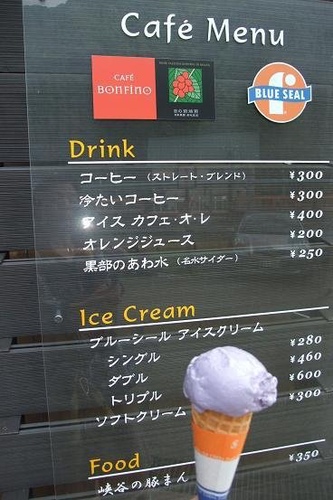 Café Menu
CAFÉ
BONFINO
BLUE SEAL
Drink
コーヒー (ストレート・ブレンド) ¥300
冷たいコーヒー ¥300
アイス カフェ・オ・レ ¥400
オレンジジュース ¥200
黒部のあわ水 (名水サイダー) ¥250
Ice Cream
ブルーシール アイスクリーム
シングル ¥280
ダブル ¥460
トリプル ¥600
ソフトクリーム ¥300
Food
峡谷の豚まん ¥350